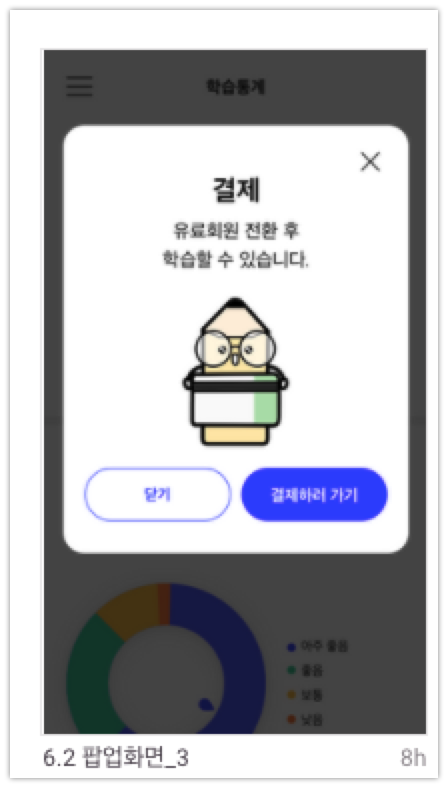 학습통계
결제
유료회원 전환 후
학습할 수 있습니다.
닫기
결제하러 가기
아주 좋음
좋음
보통
낮음
6.2 팝업화면_3
8h